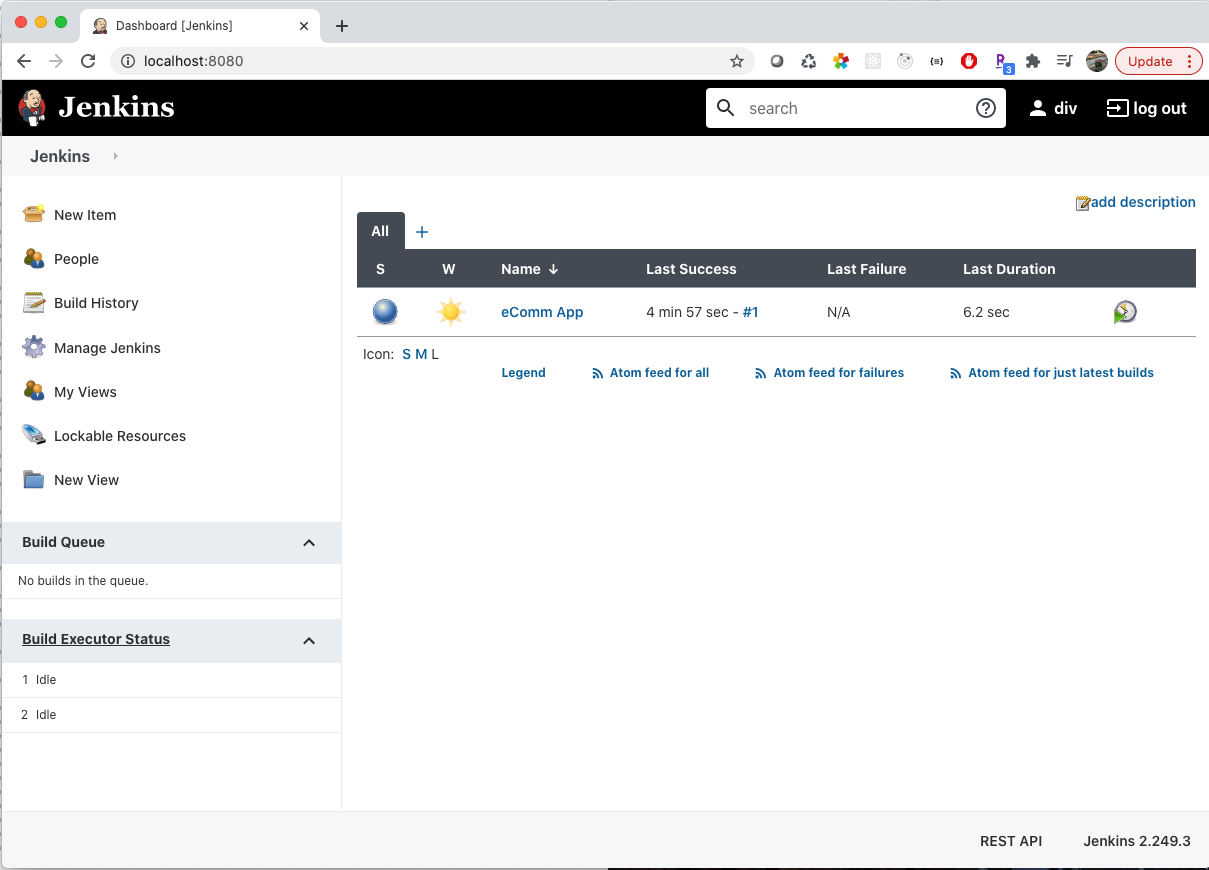 Dashboard [Jenkins]
localhost:8080
3
Update
Jenkins
search
div
log out
Jenkins
New Item
People
Build History
Manage Jenkins
My Views
Lockable Resources
New View
Build Queue
No builds in the queue.
Build Executor Status
1 Idle
2 Idle
add description
All +
S W Name ↓ Last Success Last Failure Last Duration
eComm App 4 min 57 sec - #1 N/A 6.2 sec
Icon: S M L
Legend Atom feed for all Atom feed for failures Atom feed for just latest builds
REST API Jenkins 2.249.3